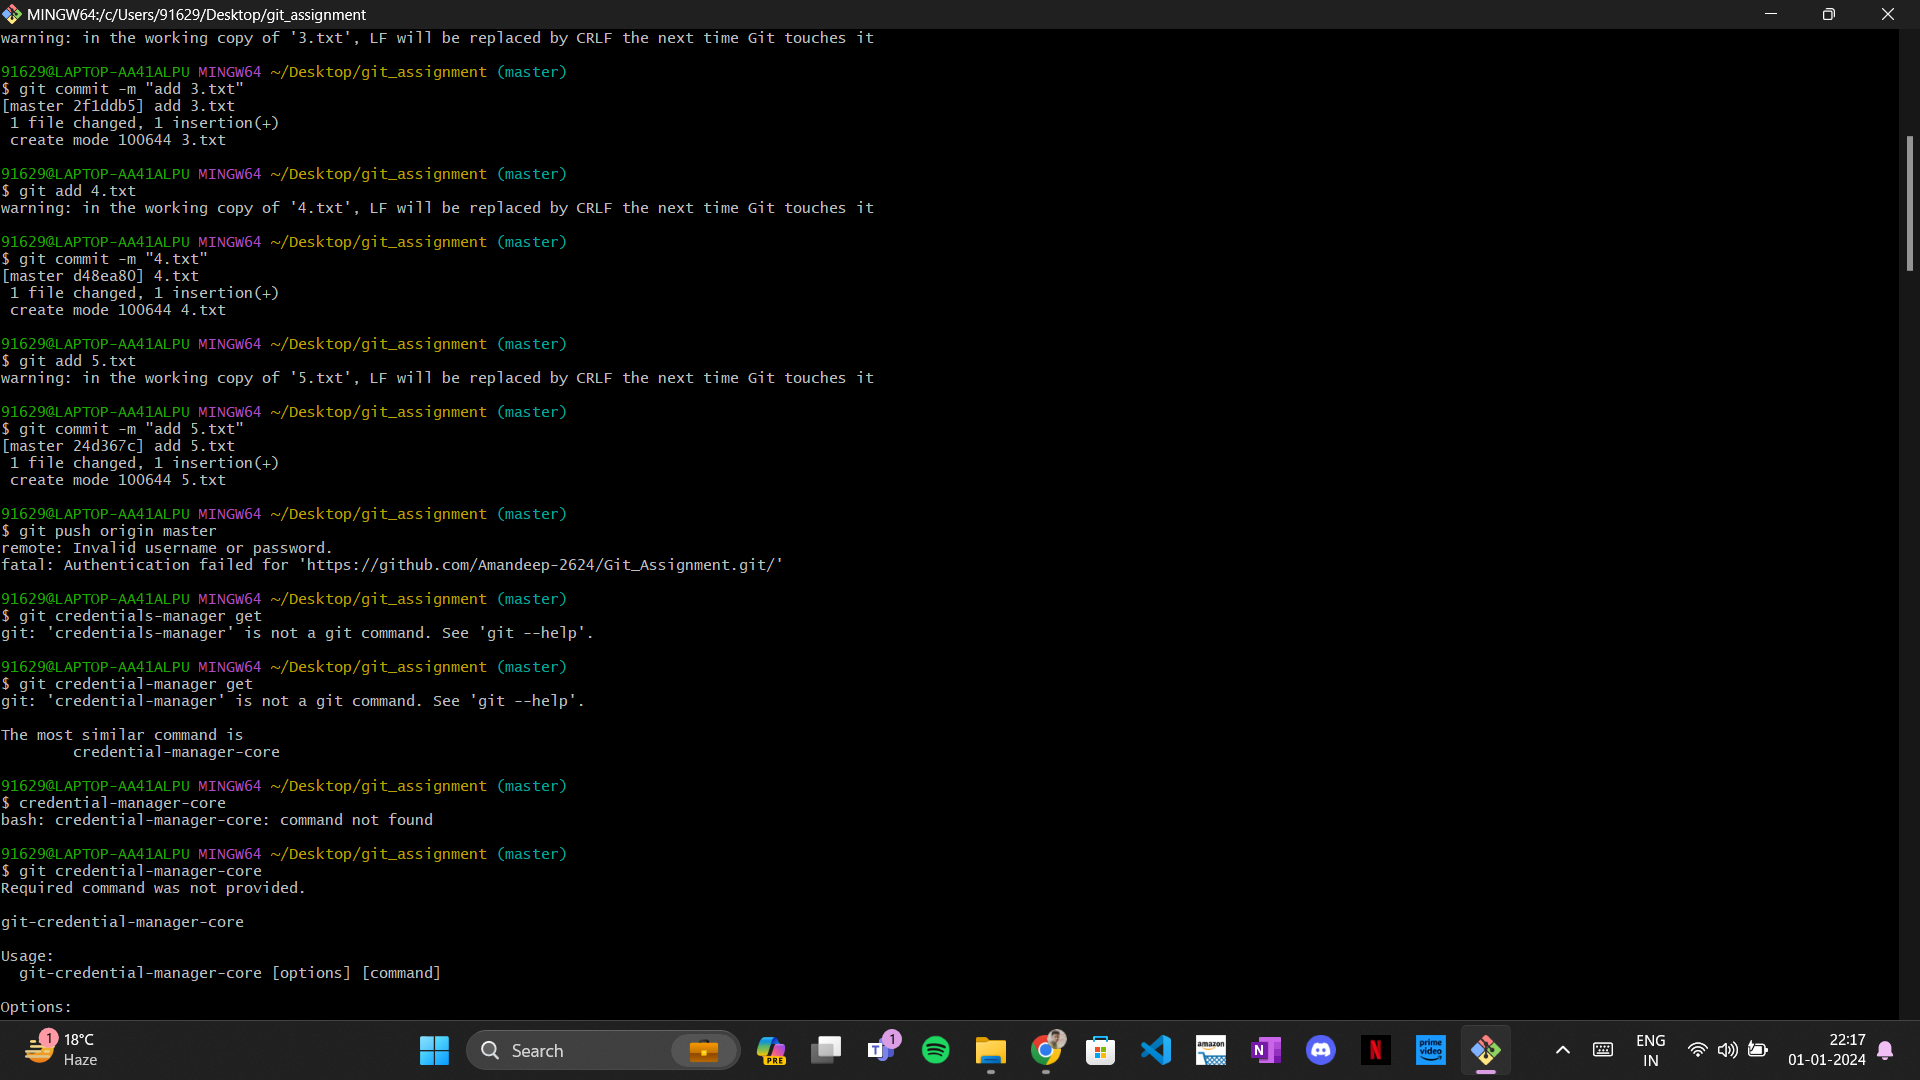 MINGW64:/c/Users/91629/Desktop/git_assignment
warning: in the working copy of '3.txt', LF will be replaced by CRLF the next time Git touches it
91629@LAPTOP-AA41ALPU MINGW64 ~/Desktop/git_assignment (master)
$ git commit -m "add 3.txt"
[master 2f1ddb5] add 3.txt
 1 file changed, 1 insertion(+)
 create mode 100644 3.txt
91629@LAPTOP-AA41ALPU MINGW64 ~/Desktop/git_assignment (master)
$ git add 4.txt
warning: in the working copy of '4.txt', LF will be replaced by CRLF the next time Git touches it
91629@LAPTOP-AA41ALPU MINGW64 ~/Desktop/git_assignment (master)
$ git commit -m "4.txt"
[master d48ea80] 4.txt
 1 file changed, 1 insertion(+)
 create mode 100644 4.txt
91629@LAPTOP-AA41ALPU MINGW64 ~/Desktop/git_assignment (master)
$ git add 5.txt
warning: in the working copy of '5.txt', LF will be replaced by CRLF the next time Git touches it
91629@LAPTOP-AA41ALPU MINGW64 ~/Desktop/git_assignment (master)
$ git commit -m "add 5.txt"
[master 24d367c] add 5.txt
 1 file changed, 1 insertion(+)
 create mode 100644 5.txt
91629@LAPTOP-AA41ALPU MINGW64 ~/Desktop/git_assignment (master)
$ git push origin master
remote: Invalid username or password.
fatal: Authentication failed for 'https://github.com/Amandeep-2624/Git_Assignment.git/'
91629@LAPTOP-AA41ALPU MINGW64 ~/Desktop/git_assignment (master)
$ git credentials-manager get
git: 'credentials-manager' is not a git command. See 'git --help'.
91629@LAPTOP-AA41ALPU MINGW64 ~/Desktop/git_assignment (master)
$ git credential-manager get
git: 'credential-manager' is not a git command. See 'git --help'.
The most similar command is
        credential-manager-core
91629@LAPTOP-AA41ALPU MINGW64 ~/Desktop/git_assignment (master)
$ credential-manager-core
bash: credential-manager-core: command not found
91629@LAPTOP-AA41ALPU MINGW64 ~/Desktop/git_assignment (master)
$ git credential-manager-core
Required command was not provided.
git-credential-manager-core
Usage:
  git-credential-manager-core [options] [command]
Options:
1 18°C
Haze
Search
PRE
T 1
amazon
N
N
prime video
ENG
IN
22:17
01-01-2024